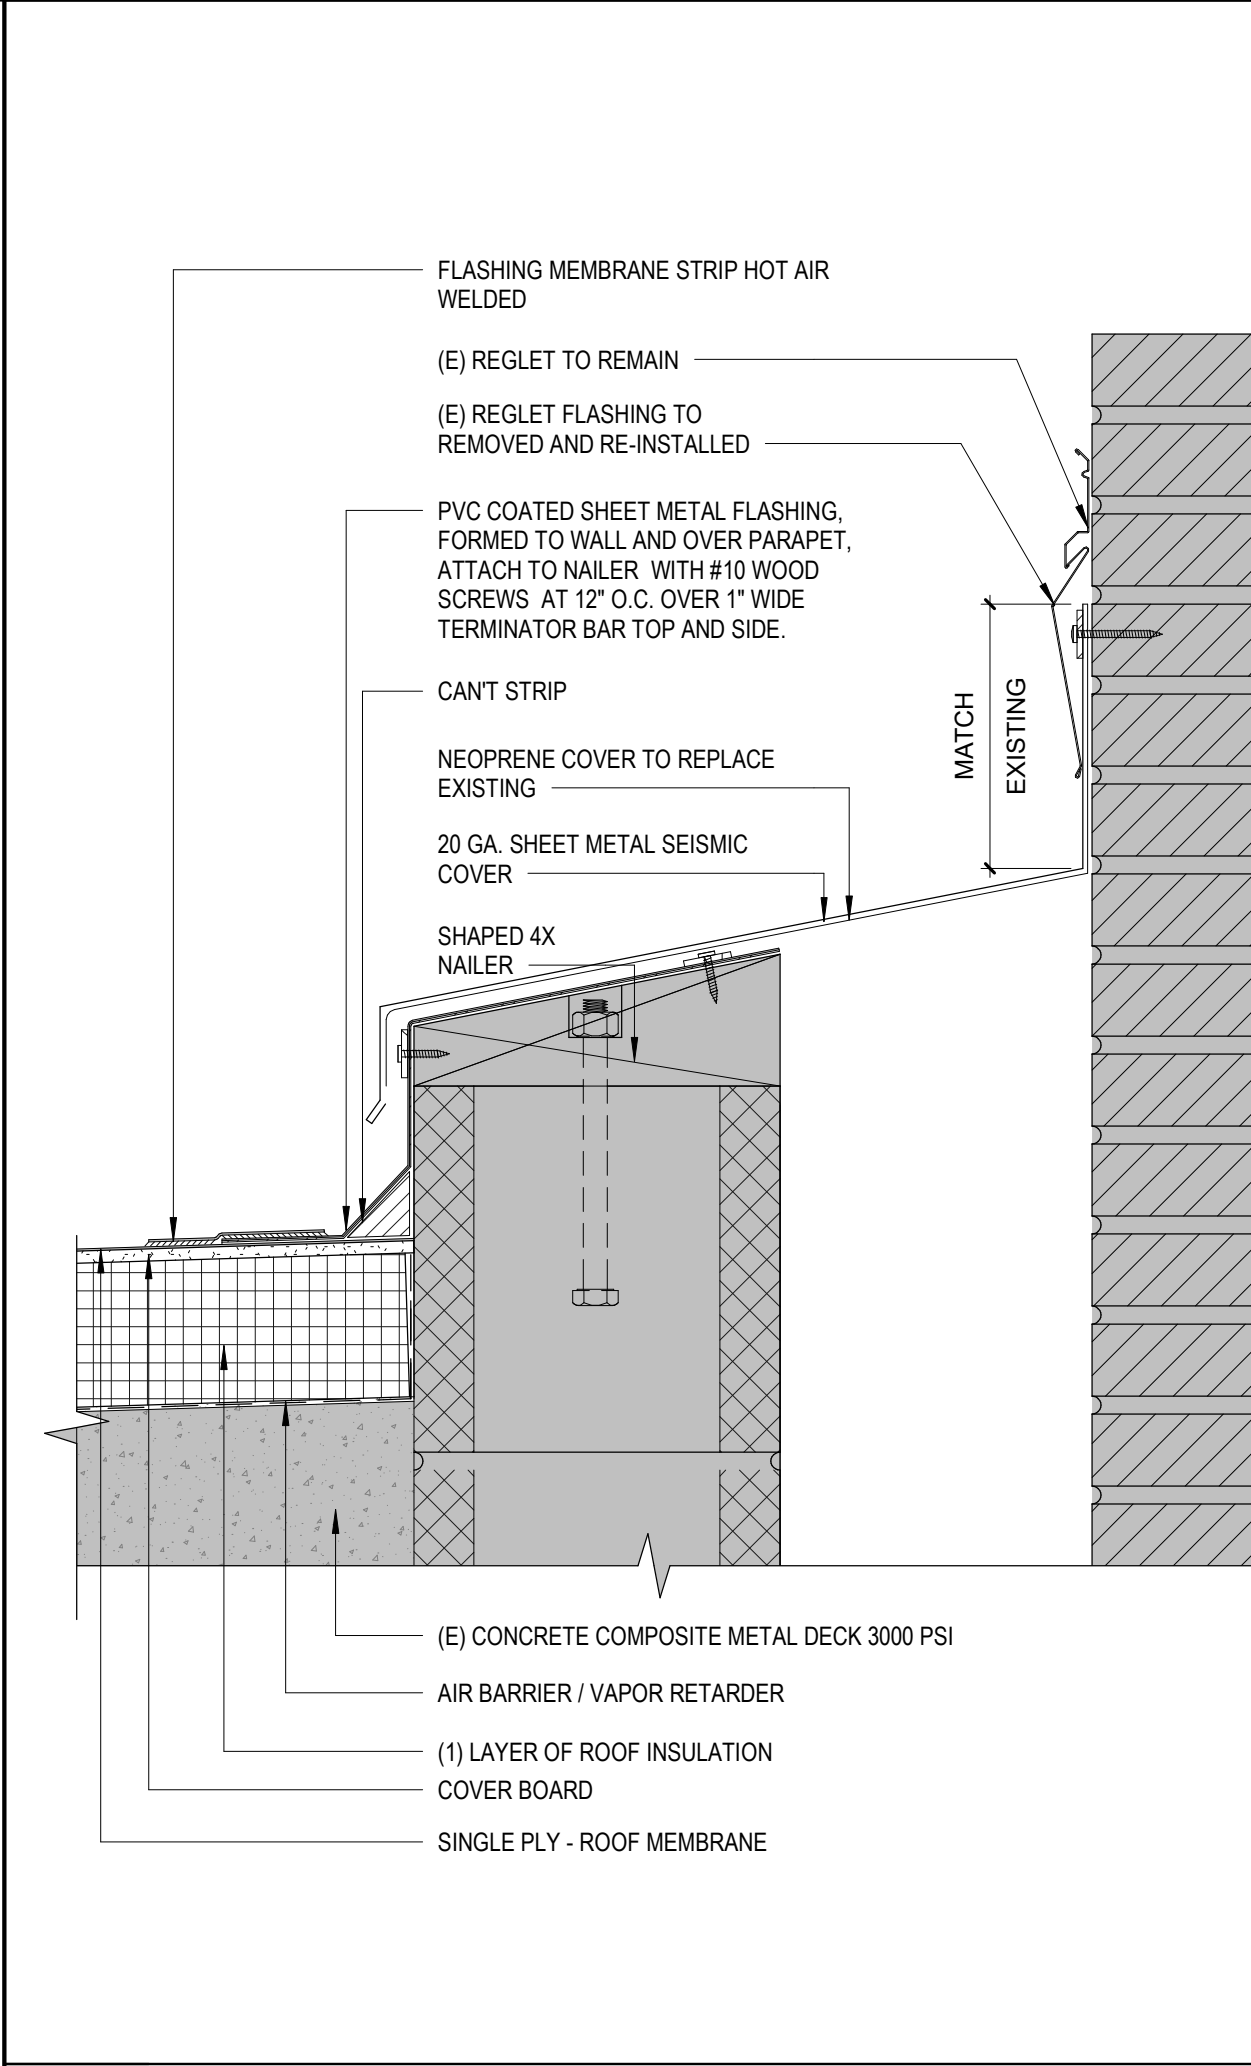 FLASHING MEMBRANE STRIP HOT AIR
WELDED
(E) REGLET TO REMAIN
(E) REGLET FLASHING TO
REMOVED AND RE-INSTALLED
PVC COATED SHEET METAL FLASHING,
FORMED TO WALL AND OVER PARAPET,
ATTACH TO NAILER WITH #10 WOOD
SCREWS AT 12" O.C. OVER 1" WIDE
TERMINATOR BAR TOP AND SIDE.
CAN'T STRIP
MATCH
EXISTING
NEOPRENE COVER TO REPLACE
EXISTING
20 GA. SHEET METAL SEISMIC
COVER
SHAPED 4X
NAILER
(E) CONCRETE COMPOSITE METAL DECK 3000 PSI
AIR BARRIER / VAPOR RETARDER
(1) LAYER OF ROOF INSULATION
COVER BOARD
SINGLE PLY - ROOF MEMBRANE